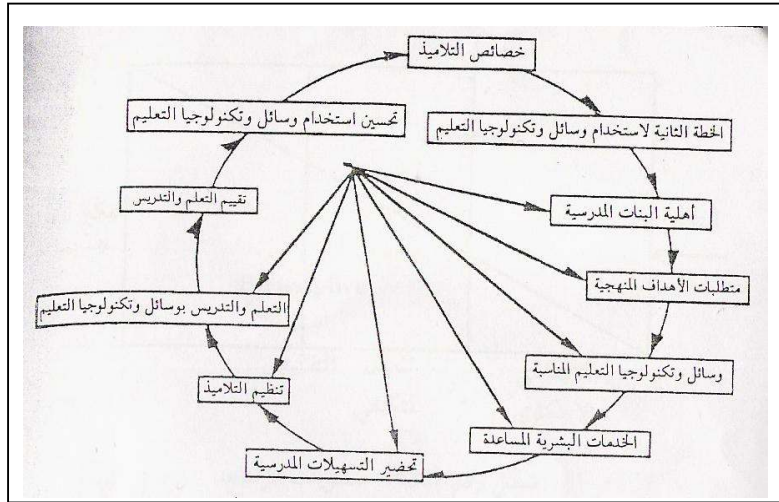 خصائص التلاميذ
الخطة الثانية لاستخدام وسائل وتكنولوجيا التعليم
أهلية البنات المدرسية
متطلبات الأهداف المنهجية
وسائل وتكنولوجيا التعليم المناسبة
الخدمات البشرية المساعدة
تحضير التسهيلات المدرسية
تنظيم التلاميذ
التعلم والتدريس بوسائل وتكنولوجيا التعليم
تقييم التعلم والتدريس
تحسين استخدام وسائل وتكنولوجيا التعليم